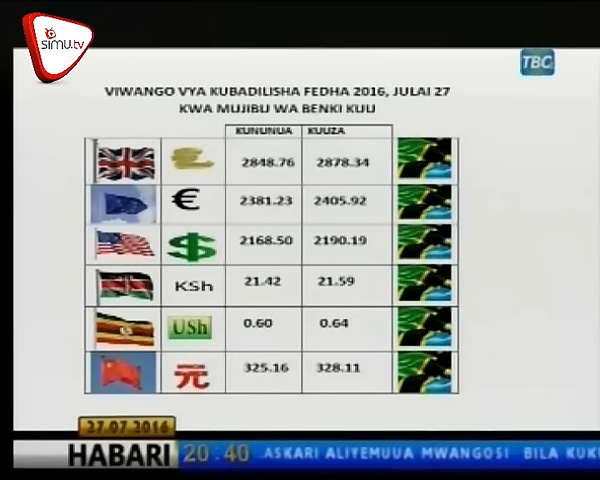 simu.tv
TBC
VIWANGO VYA KUBADILISHA FEDHA 2016, JULAI 27
KWA MUJIBU WA BENKI KUU
KUNUNUA KUUZA
2848.76 2878.34
€ 2381.23 2405.92
$ 2168.50 2190.19
KSh 21.42 21.59
USh 0.60 0.64
元 325.16 328.11
27.07.2016
HABARI 20:40 .ASKARI ALIYEMUUA MWANGOSI BILA KUKU